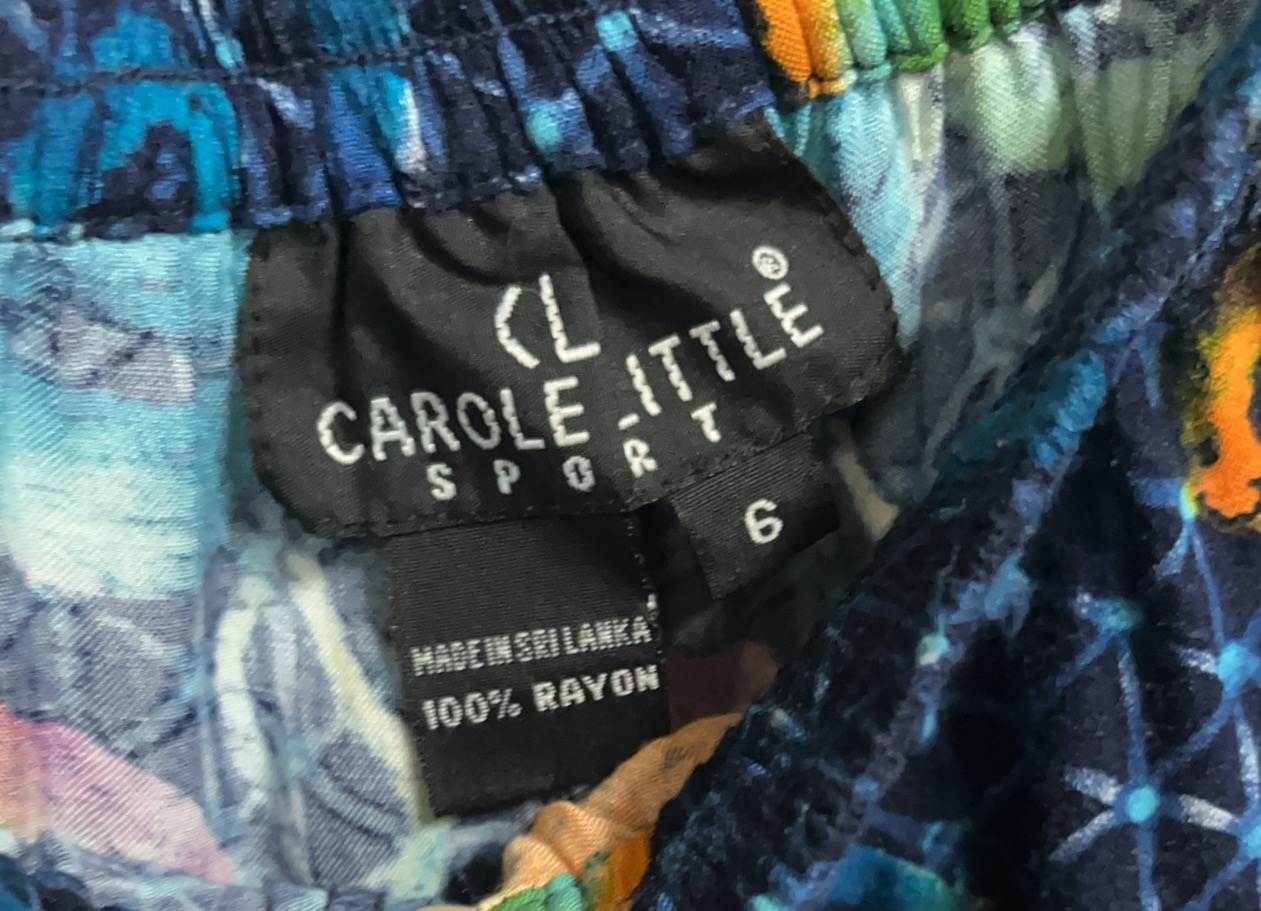 CL
CAROLE LITTLE®
SPORT
6
MADE IN SRI LANKA
100% RAYON